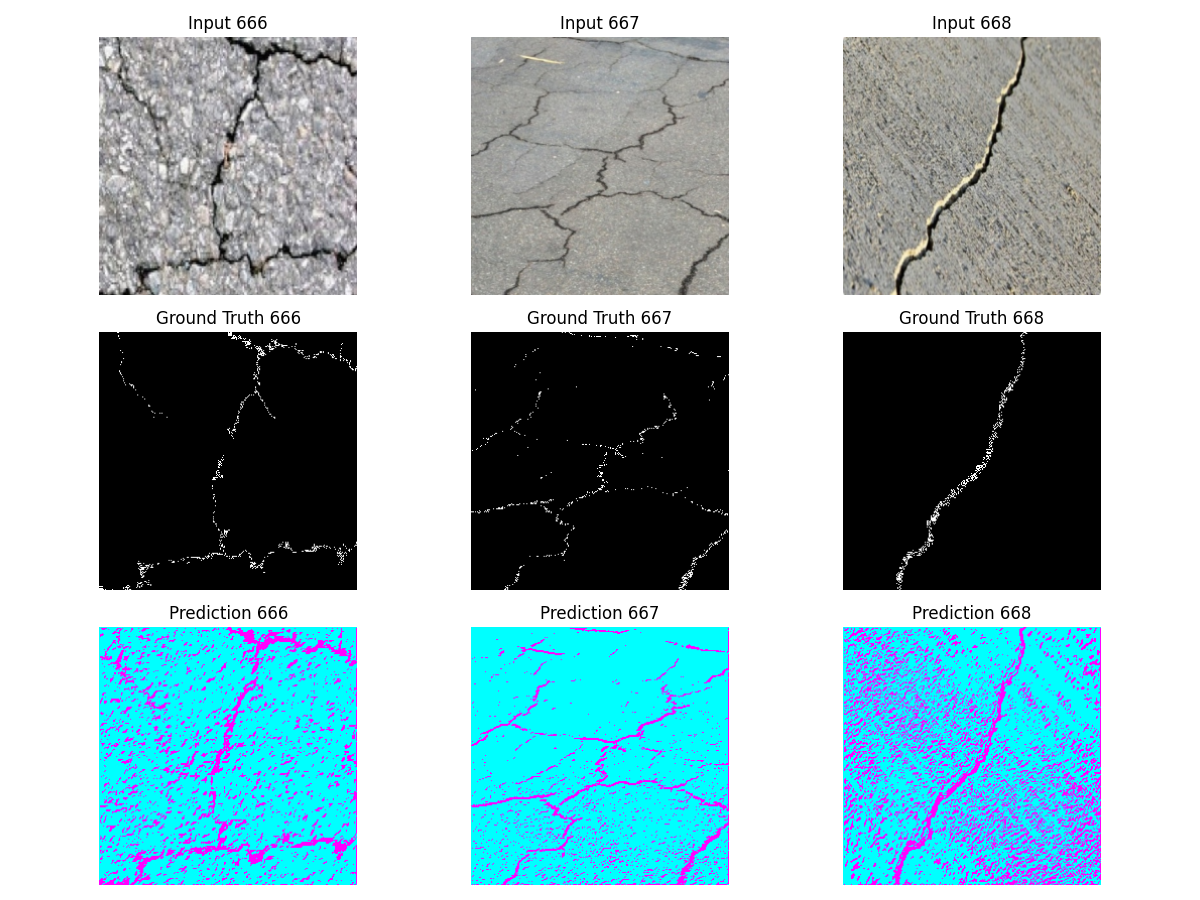 Input 666
Input 667
Input 668
Ground Truth 666
Ground Truth 667
Ground Truth 668
Prediction 666
Prediction 667
Prediction 668